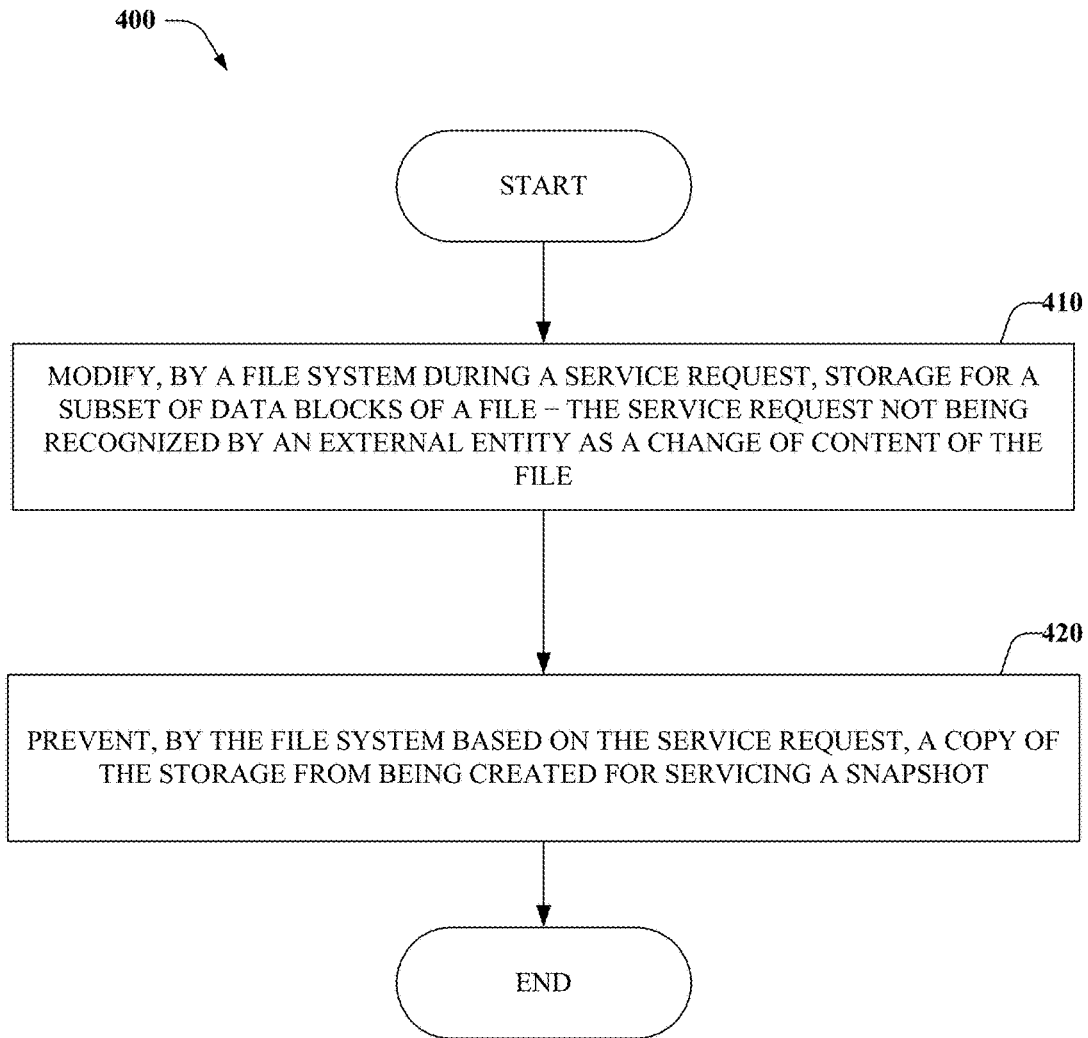 400
START
410
MODIFY, BY A FILE SYSTEM DURING A SERVICE REQUEST, STORAGE FOR A
SUBSET OF DATA BLOCKS OF A FILE − THE SERVICE REQUEST NOT BEING
RECOGNIZED BY AN EXTERNAL ENTITY AS A CHANGE OF CONTENT OF THE
FILE
420
PREVENT, BY THE FILE SYSTEM BASED ON THE SERVICE REQUEST, A COPY OF
THE STORAGE FROM BEING CREATED FOR SERVICING A SNAPSHOT
END